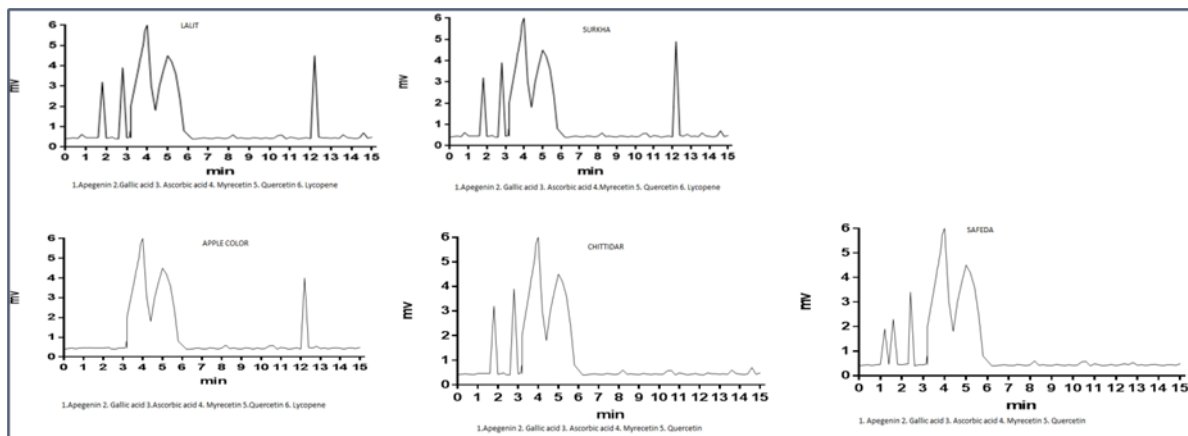 LALIT
mv
6
5
4
3
2
1
0
0 1 2 3 4 5 6 7 8 9 10 11 12 13 14 15
min
1.Apegenin 2.Gallic acid 3. Ascorbic acid 4. Myrecetin 5. Quercetin 6. Lycopene
SURKHA
mv
6
5
4
3
2
1
0
0 1 2 3 4 5 6 7 8 9 10 11 12 13 14 15
min
1.Apegenin 2. Gallic acid 3. Ascorbic acid 4.Myrecetin 5. Quercetin 6. Lycopene
APPLE COLOR
mv
6
5
4
3
2
1
0
0 1 2 3 4 5 6 7 8 9 10 11 12 13 14 15
min
1.Apegenin 2. Gallic acid 3.Ascorbic acid 4. Myrecetin 5.Quercetin 6. Lycopene
CHITTIDAR
mv
6
5
4
3
2
1
0
0 1 2 3 4 5 6 7 8 9 10 11 12 13 14 15
min
1.Apegenin 2. Gallic acid 3. Ascorbic acid 4. Myrecetin 5. Quercetin
SAFEDA
mv
6
5
4
3
2
1
0
0 1 2 3 4 5 6 7 8 9 10 11 12 13 14 15
min
1. Apegenin 2. Gallic acid 3. Ascorbic acid 4. Myrecetin 5. Quercetin